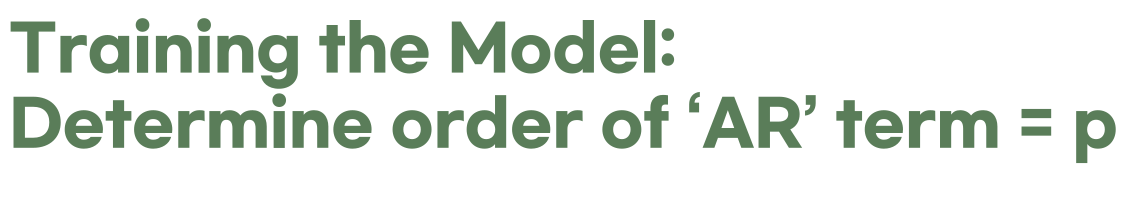 Training the Model:
Determine order of ‘AR’ term = p